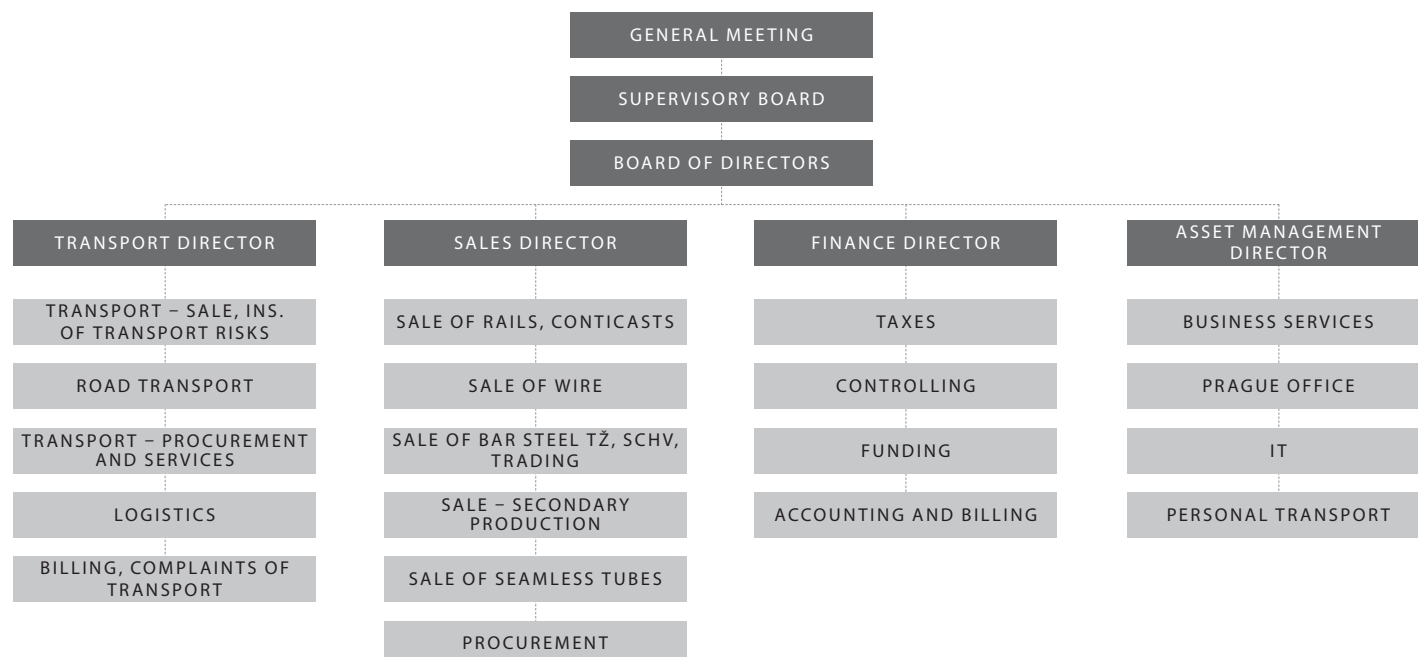 GENERAL MEETING
SUPERVISORY BOARD
BOARD OF DIRECTORS
TRANSPORT DIRECTOR
TRANSPORT – SALE, INS.
OF TRANSPORT RISKS
ROAD TRANSPORT
TRANSPORT – PROCUREMENT
AND SERVICES
LOGISTICS
BILLING, COMPLAINTS OF
TRANSPORT
SALES DIRECTOR
SALE OF RAILS, CONTICASTS
SALE OF WIRE
SALE OF BAR STEEL TŽ, SCHV,
TRADING
SALE – SECONDARY
PRODUCTION
SALE OF SEAMLESS TUBES
PROCUREMENT
FINANCE DIRECTOR
TAXES
CONTROLLING
FUNDING
ACCOUNTING AND BILLING
ASSET MANAGEMENT
DIRECTOR
BUSINESS SERVICES
PRAGUE OFFICE
IT
PERSONAL TRANSPORT